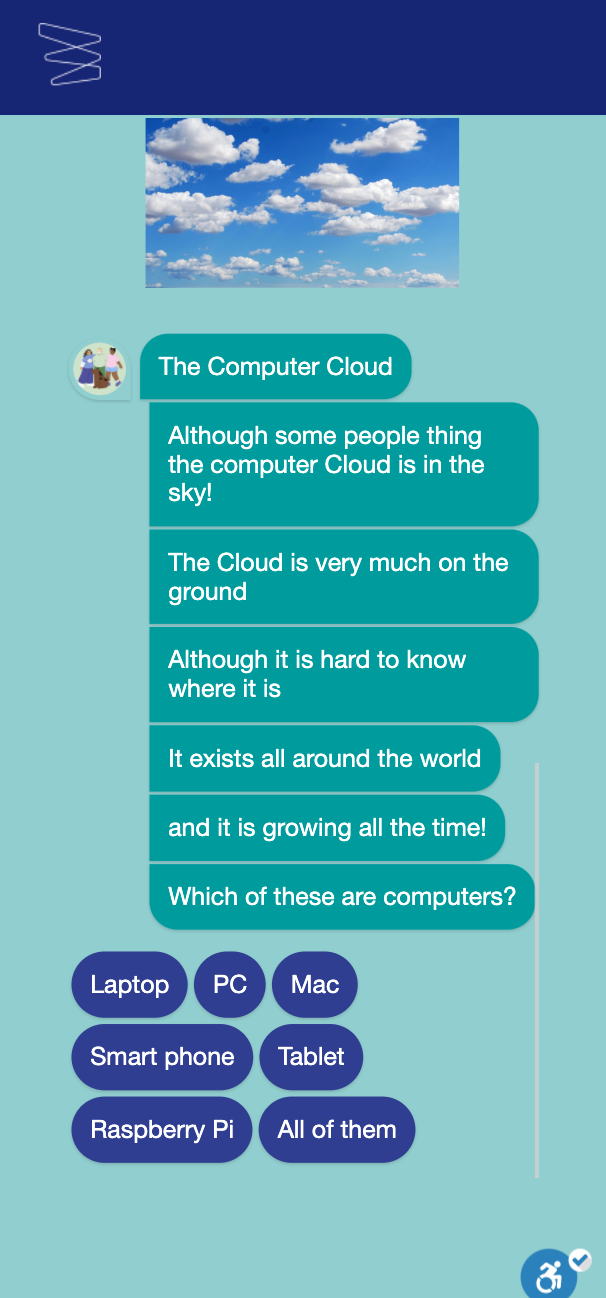 The Computer Cloud
Although some people thing
the computer Cloud is in the
sky!
The Cloud is very much on the
ground
Although it is hard to know
where it is
It exists all around the world
and it is growing all the time!
Which of these are computers?
Laptop PC Mac
Smart phone Tablet
Raspberry Pi All of them